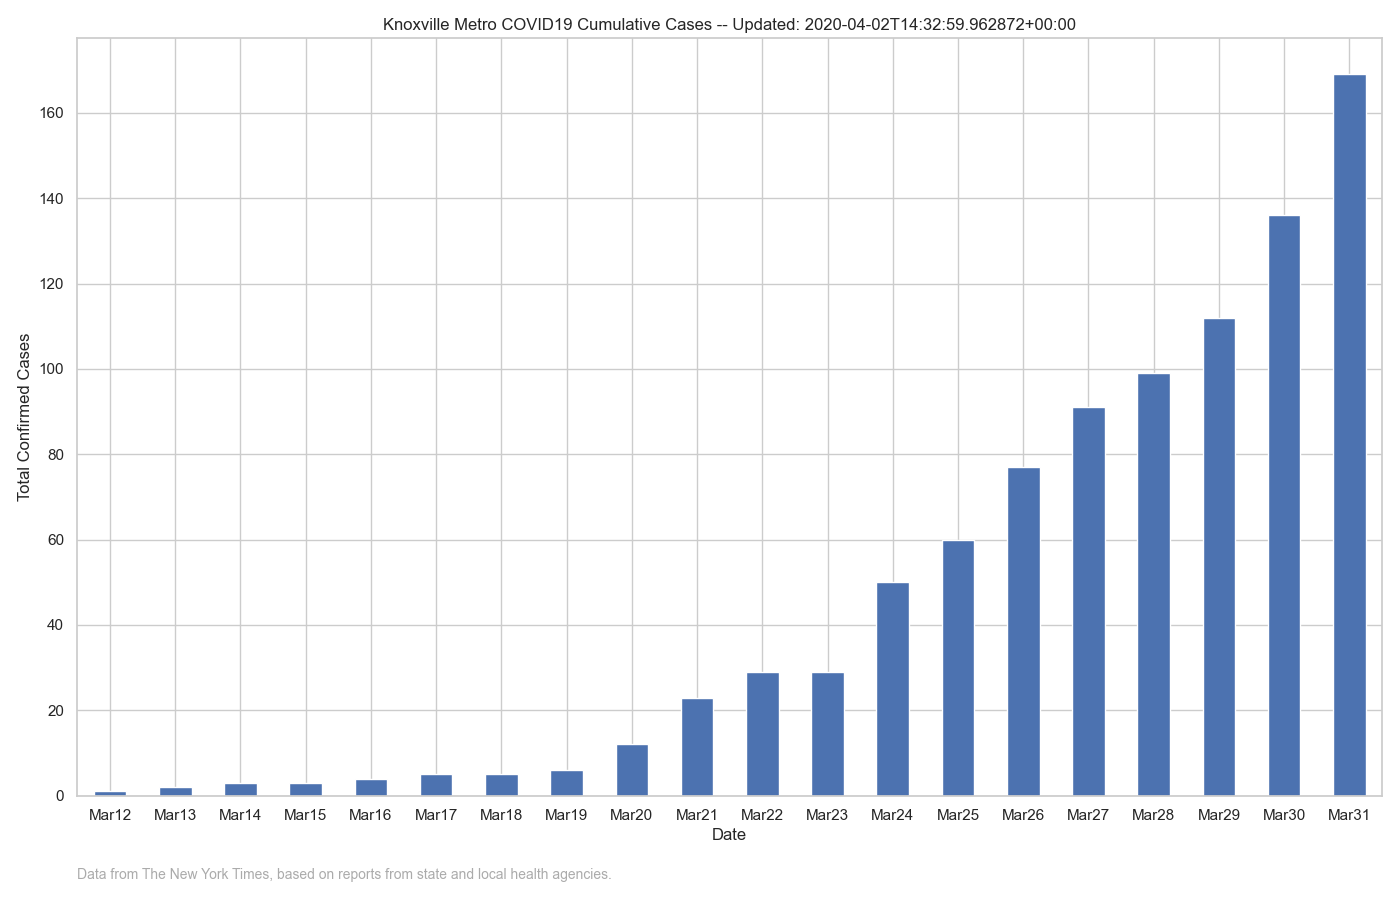 Knoxville Metro COVID19 Cumulative Cases -- Updated: 2020-04-02T14:32:59.962872+00:00
Total Confirmed Cases
160
140
120
100
80
60
40
20
0
Mar12 Mar13 Mar14 Mar15 Mar16 Mar17 Mar18 Mar19 Mar20 Mar21 Mar22 Mar23 Mar24 Mar25 Mar26 Mar27 Mar28 Mar29 Mar30 Mar31
Date
Data from The New York Times, based on reports from state and local health agencies.